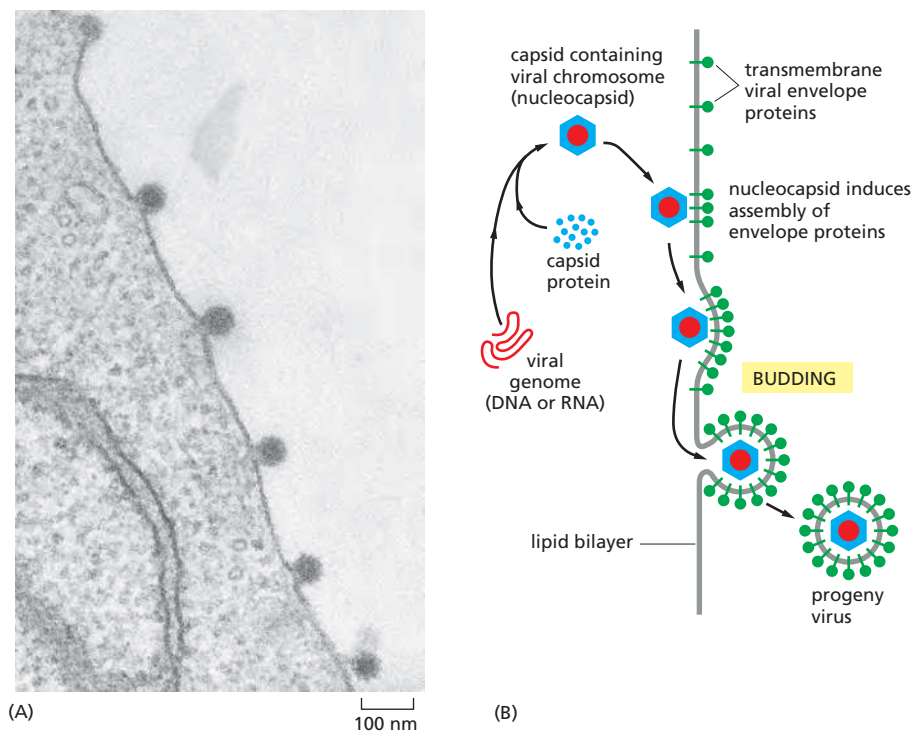 capsid containing
viral chromosome
(nucleocapsid)
transmembrane
viral envelope
proteins
nucleocapsid induces
assembly of
envelope proteins
capsid
protein
viral
genome
(DNA or RNA)
BUDDING
lipid bilayer
progeny
virus
(A)
100 nm
(B)